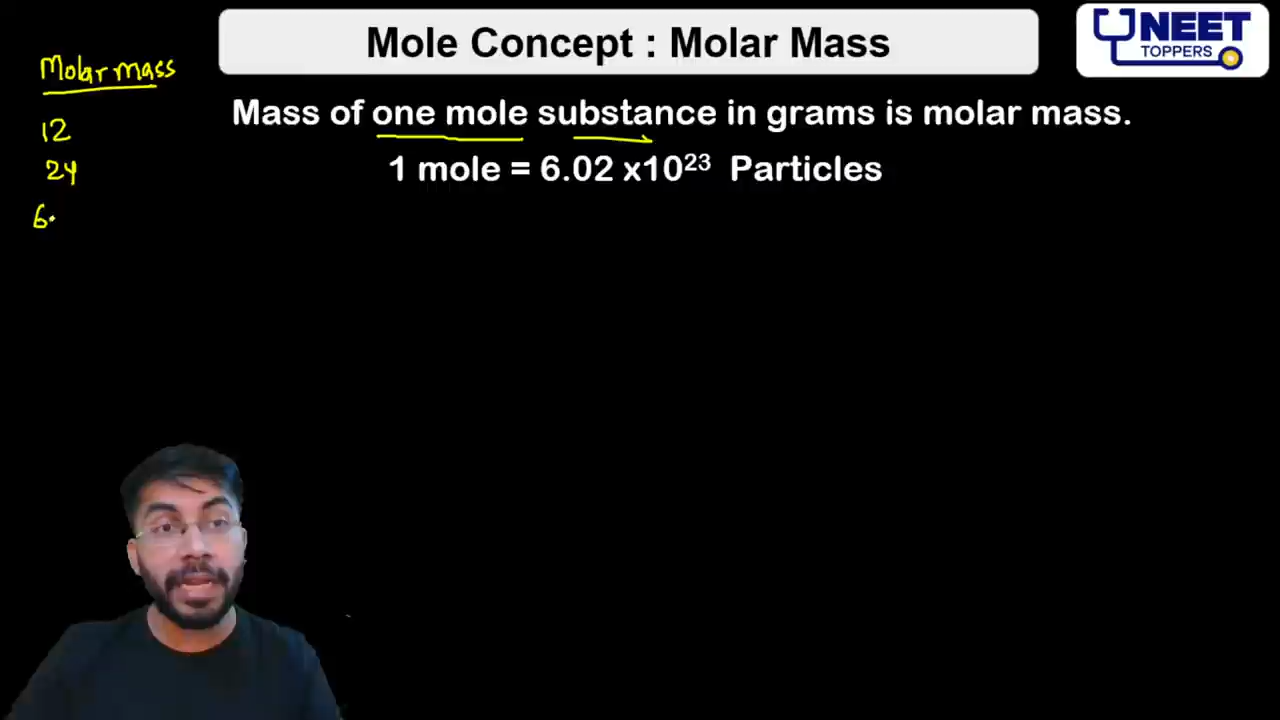 Mole Concept : Molar Mass
NEET
TOPPERS
Molar mass
Mass of one mole substance in grams is molar mass.
12
1 mole = 6.02 x10²³ Particles
24
6.